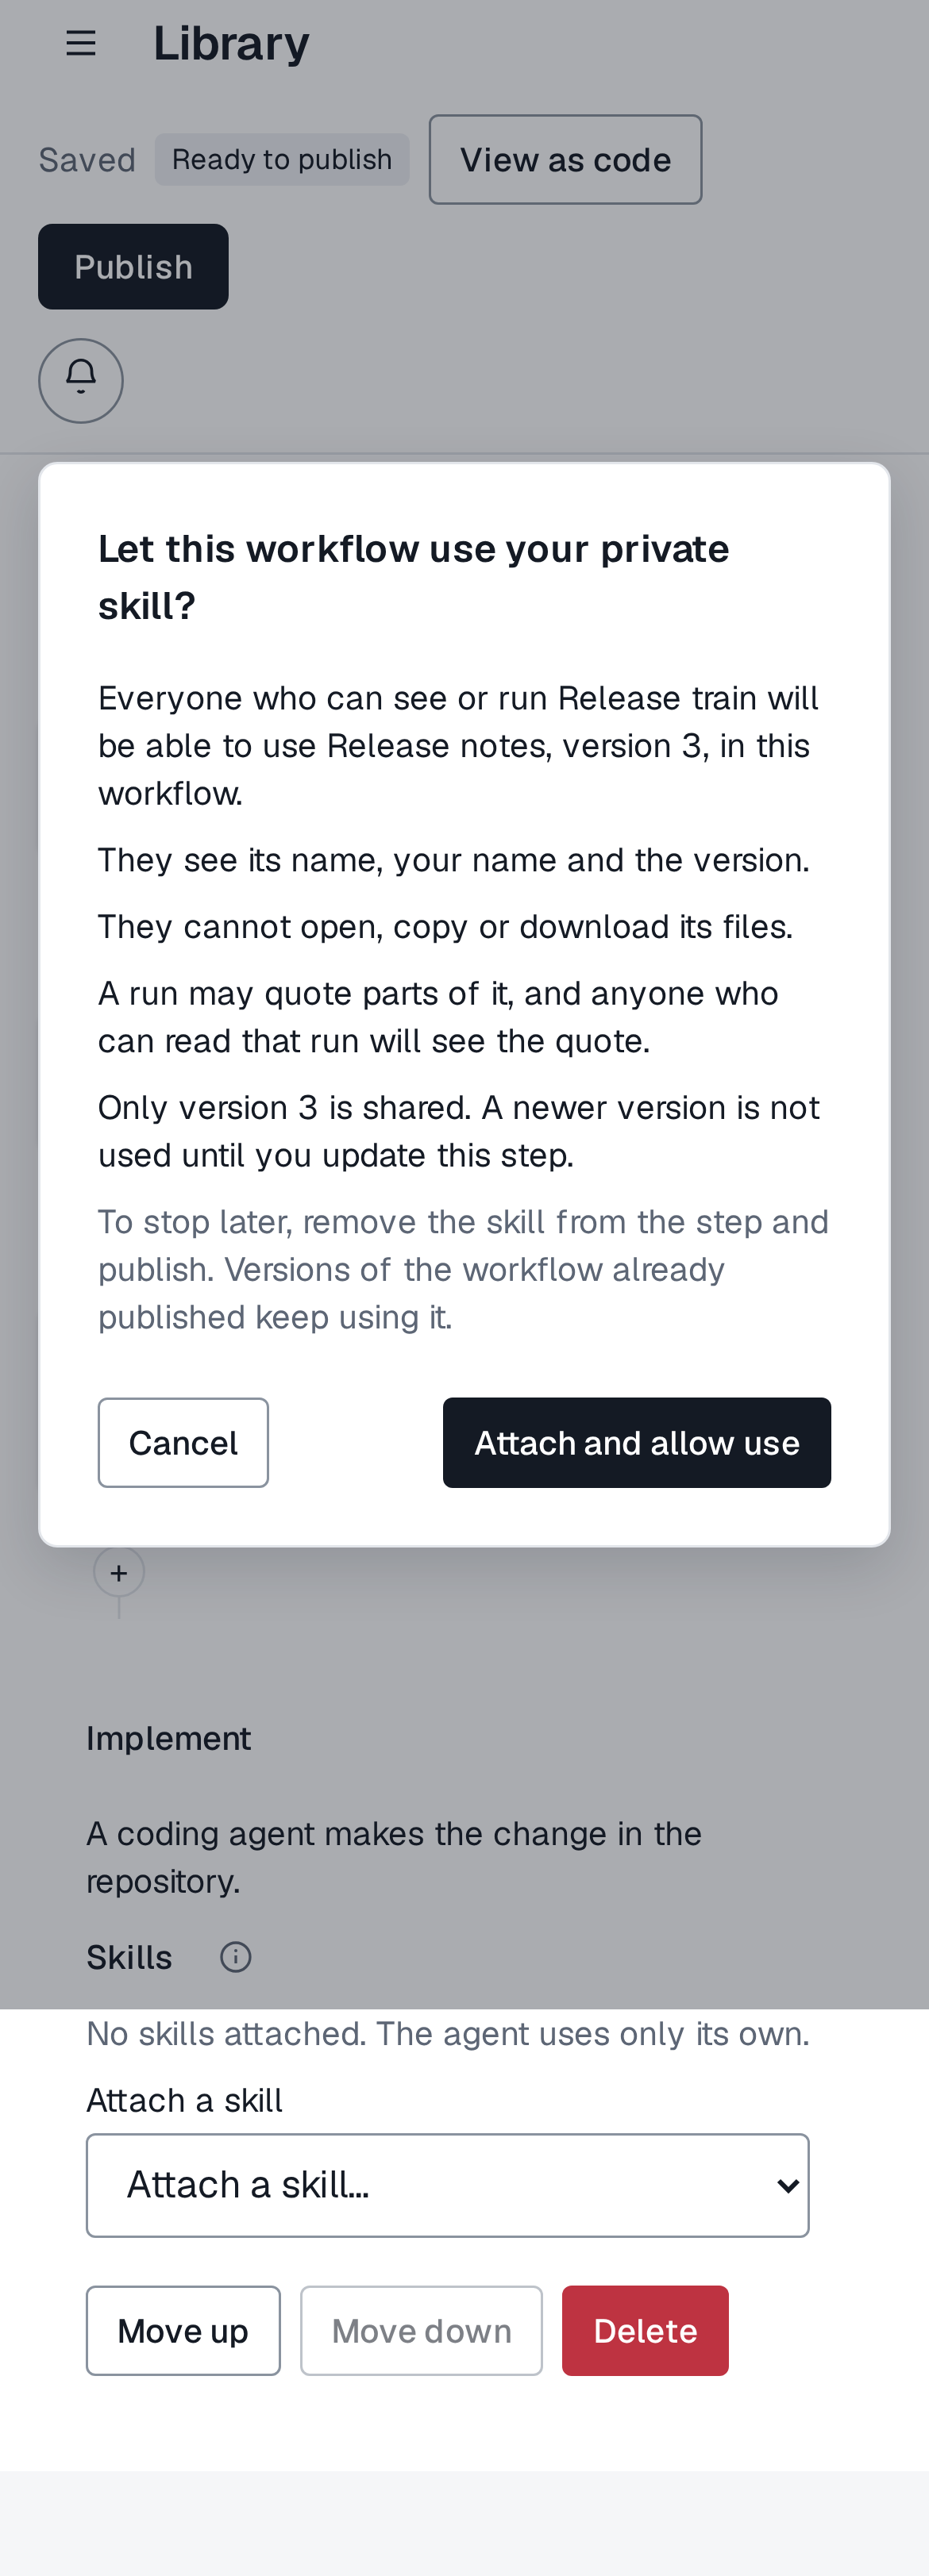 Library
Saved
Ready to publish
View as code
Publish
Let this workflow use your private
skill?
Everyone who can see or run Release train will
be able to use Release notes, version 3, in this
workflow.
They see its name, your name and the version.
They cannot open, copy or download its files.
A run may quote parts of it, and anyone who
can read that run will see the quote.
Only version 3 is shared. A newer version is not
used until you update this step.
To stop later, remove the skill from the step and
publish. Versions of the workflow already
published keep using it.
Cancel
Attach and allow use
+
Implement
A coding agent makes the change in the
repository.
Skills
No skills attached. The agent uses only its own.
Attach a skill
Attach a skill...
Move up
Move down
Delete